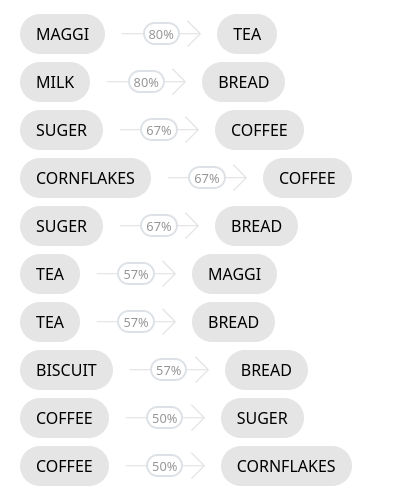 MAGGI 80% TEA
MILK 80% BREAD
SUGER 67% COFFEE
CORNFLAKES 67% COFFEE
SUGER 67% BREAD
TEA 57% MAGGI
TEA 57% BREAD
BISCUIT 57% BREAD
COFFEE 50% SUGER
COFFEE 50% CORNFLAKES